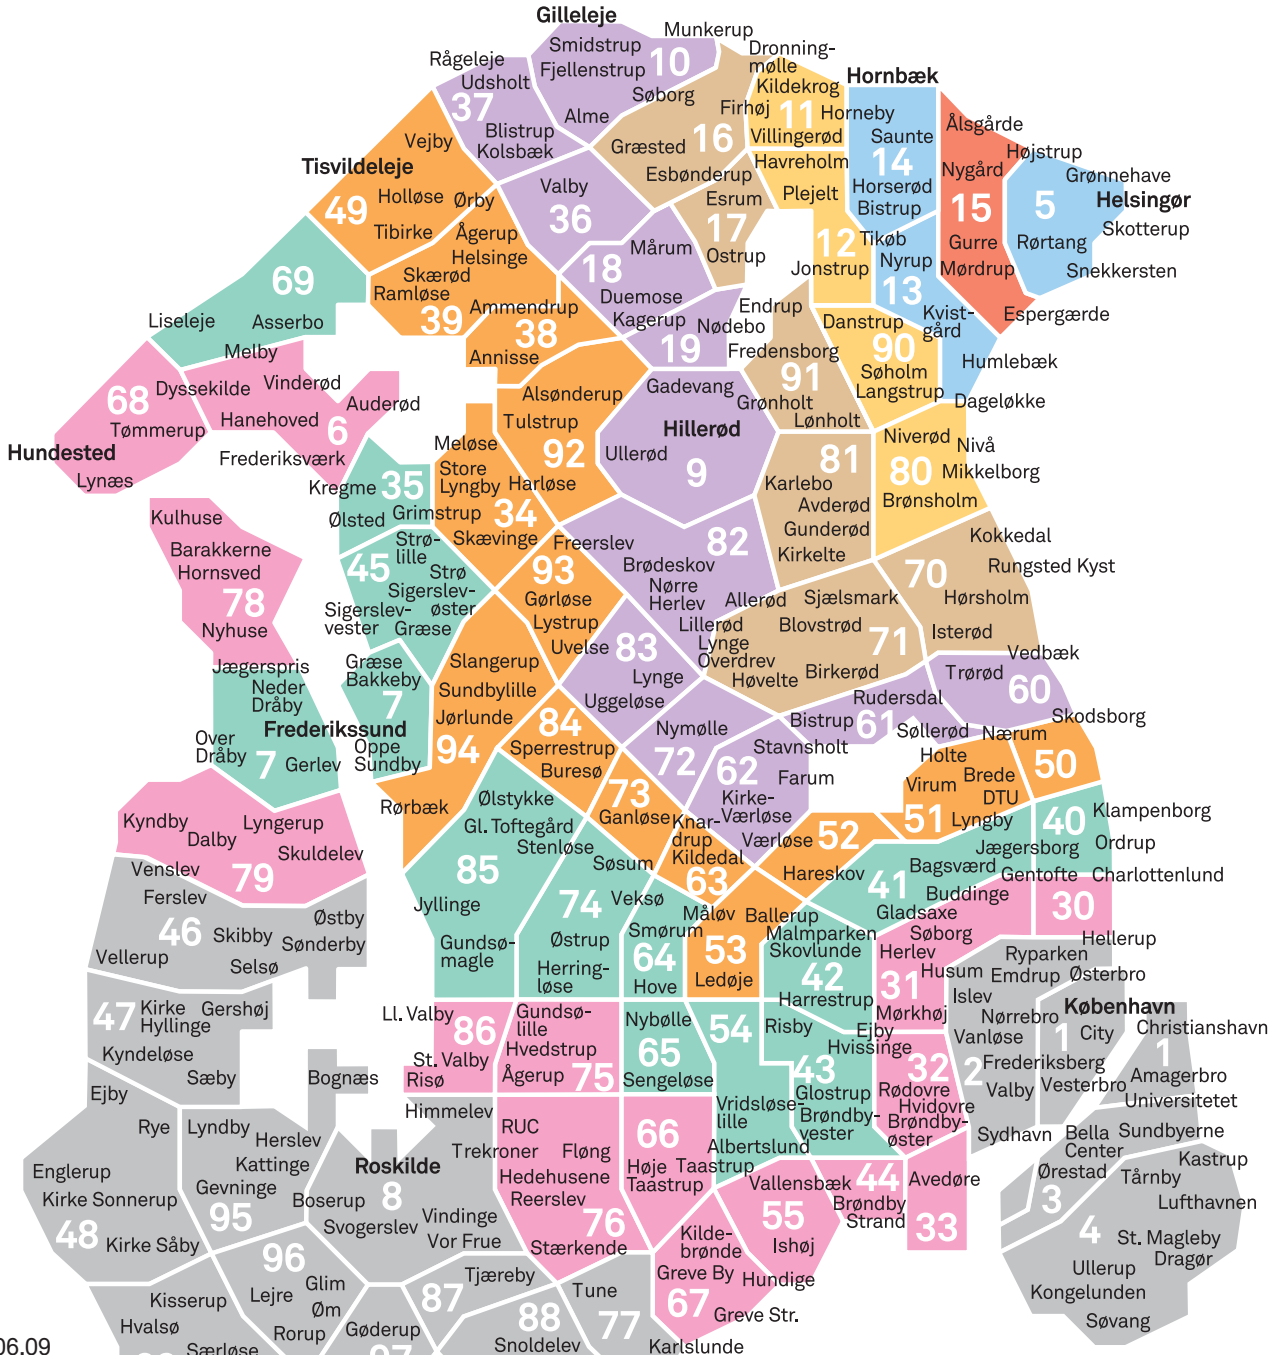 Gilleleje
Munkerup
Smidstrup
Dronning-
mølle
Rågeleje
Fjellenstrup
10
Hornbæk
Udsholt
Kildekrog
37
Søborg
Firhøj
11
Horneby
Alme
Ålsgårde
Blistrup
Kolsbæk
Græsted
16
Villingerød
Saunte
Vejby
14
Højstrup
Tisvildeleje
Havreholm
Nygård
Grønnehave
Esbønderup
Valby
Plejelt
Horserød
Bistrup
Helsingør
Holløse
Ørby
Esrum
15
5
49
36
17
Skotterup
Tibirke
Ågerup
Helsinge
Mårum
12
Tikøb
Gurre
Rørtang
Ostrup
Nyrup
Skærød
18
Jonstrup
Mørdrup
Snekkersten
69
Ramløse
Duemose
13
Liseleje
Asserbo
39
Ammendrup
Kagerup
Nødebo
Endrup
Danstrup
Kvist-
gård
Espergærde
38
19
Fredensborg
90
Melby
Annisse
Søholm
Humlebæk
Dyssekilde
Vinderød
Alsønderup
Gadevang
91
Langstrup
68
Auderød
Grønholt
Dageløkke
Tømmerup
Hanehoved
6
Tulstrup
Hillerød
Lønholt
Hundested
Meløse
92
Ullerød
9
81
Niverød
Nivå
Lynæs
Frederiksværk
Store
Lyngby
Harløse
Karlebo
80
Mikkelborg
Kregme
35
Avderød
Brønsholm
Kulhuse
Ølsted
Grimstrup
34
Gunderød
Skævinge
Freerslev
82
Kirkelte
Kokkedal
Barakkerne
Strø-
lille
93
Brødeskov
70
Rungsted Kyst
Hornsved
45
Strø
Nørre
Herlev
Sigerslev-
øster
Gørløse
Allerød
Sjælsmark
Hørsholm
78
Sigerslev-
vester
Lystrup
Lillerød
Blovstrød
Nyhuse
Græse
Uvelse
83
Lynge
Overdrev
71
Isterød
Jægerspris
Græse
Bakkeby
Slangerup
Høvelte
Birkerød
Vedbæk
Neder
Dråby
Sundbylille
Lynge
Trørød
60
7
Uggeløse
Rudersdal
Frederikssund
Jørlunde
84
Nymølle
Bistrup
61
Søllerød
Skodsborg
Over
Dråby
Oppe
Sundby
94
Sperrestrup
Stavnsholt
Nærum
7
Gerlev
Buresø
72
62
Farum
Holte
50
Rørbæk
Ølstykke
73
Kirke-
Værløse
Virum
Brede
DTU
Kyndby
Lyngerup
Gl. Toftegård
Ganløse
Knar-
drup
51
Lyngby
40
Klampenborg
Dalby
Stenløse
Værløse
52
Jægersborg
Ordrup
Skuldelev
Søsum
Kildedal
Bagsværd
Venslev
79
85
63
Hareskov
41
Gentofte
Charlottenlund
Ferslev
Jyllinge
74
Veksø
Måløv
Ballerup
Buddinge
30
Østby
Gladsaxe
46
Skibby
Smørum
Malmparken
Søborg
Hellerup
Sønderby
Gundsø-
magle
Østrup
64
53
Skovlunde
Herlev
Ryparken
Vellerup
Selsø
Herring-
løse
Hove
Ledøje
42
31
Husum
Emdrup
Østerbro
47
Kirke
Hyllinge
Gershøj
Ll. Valby
Gundsø-
lille
Harrestrup
Islev
København
Mørkhøj
Nørrebro
Nybølle
54
Risby
Ejby
Christianshavn
86
Hvedstrup
65
Hvissinge
Vanløse
1
City
Kyndeløse
St. Valby
Frederiksberg
1
Sæby
Bognæs
Risø
Ågerup
75
Sengeløse
43
32
2
Amagerbro
Ejby
Glostrup
Rødovre
Valby
Vesterbro
Himmelev
Vridsløse-
lille
Brøndby-
vester
Hvidovre
Universitetet
Rye
Lyndby
RUC
66
Brøndby-
øster
Sydhavn
Bella
Center
Sundbyerne
Herslev
Trekroner
Fløng
Albertslund
Kastrup
Englerup
Kattinge
Roskilde
Høje
Taastrup
Taastrup
Ørestad
Tårnby
Gevninge
8
Hedehusene
Vallensbæk
44
Avedøre
Kirke Sonnerup
Boserup
Reerslev
3
Lufthavnen
95
Vindinge
76
55
Brøndby
Strand
48
Svogerslev
33
4
Kirke Såby
Vor Frue
Kilde-
brønde
Ishøj
St. Magleby
96
Stærkende
Dragør
Glim
Tjæreby
Greve By
Hundige
Ullerup
Kisserup
Lejre
87
Tune
67
Kongelunden
Øm
Hvalsø
88
77
Greve Str.
Søvang
Rorup
Gøderup
Snoldelev
Karlslunde
06.09
Særløse
97